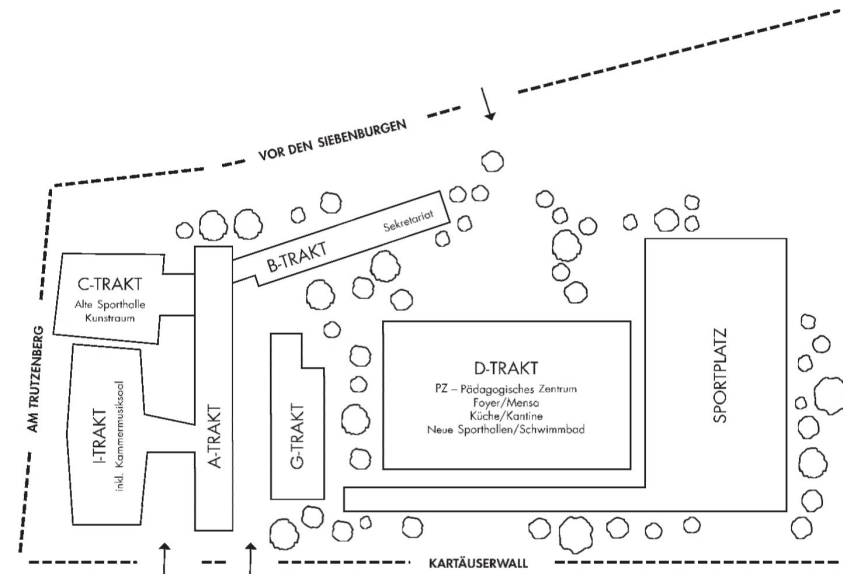 VOR DEN SIEBENBURGEN
Sekretariat
B-TRAKT
C-TRAKT
Alte Sporthalle
Kunstraum
AM TRUTZENBERG
I-TRAKT
inkl. Kammermusiksaal
A-TRAKT
G-TRAKT
D-TRAKT
PZ – Pädagogisches Zentrum
Foyer/Mensa
Küche/Kantine
Neue Sporthallen/Schwimmbad
SPORTPLATZ
KARTÄUSERWALL